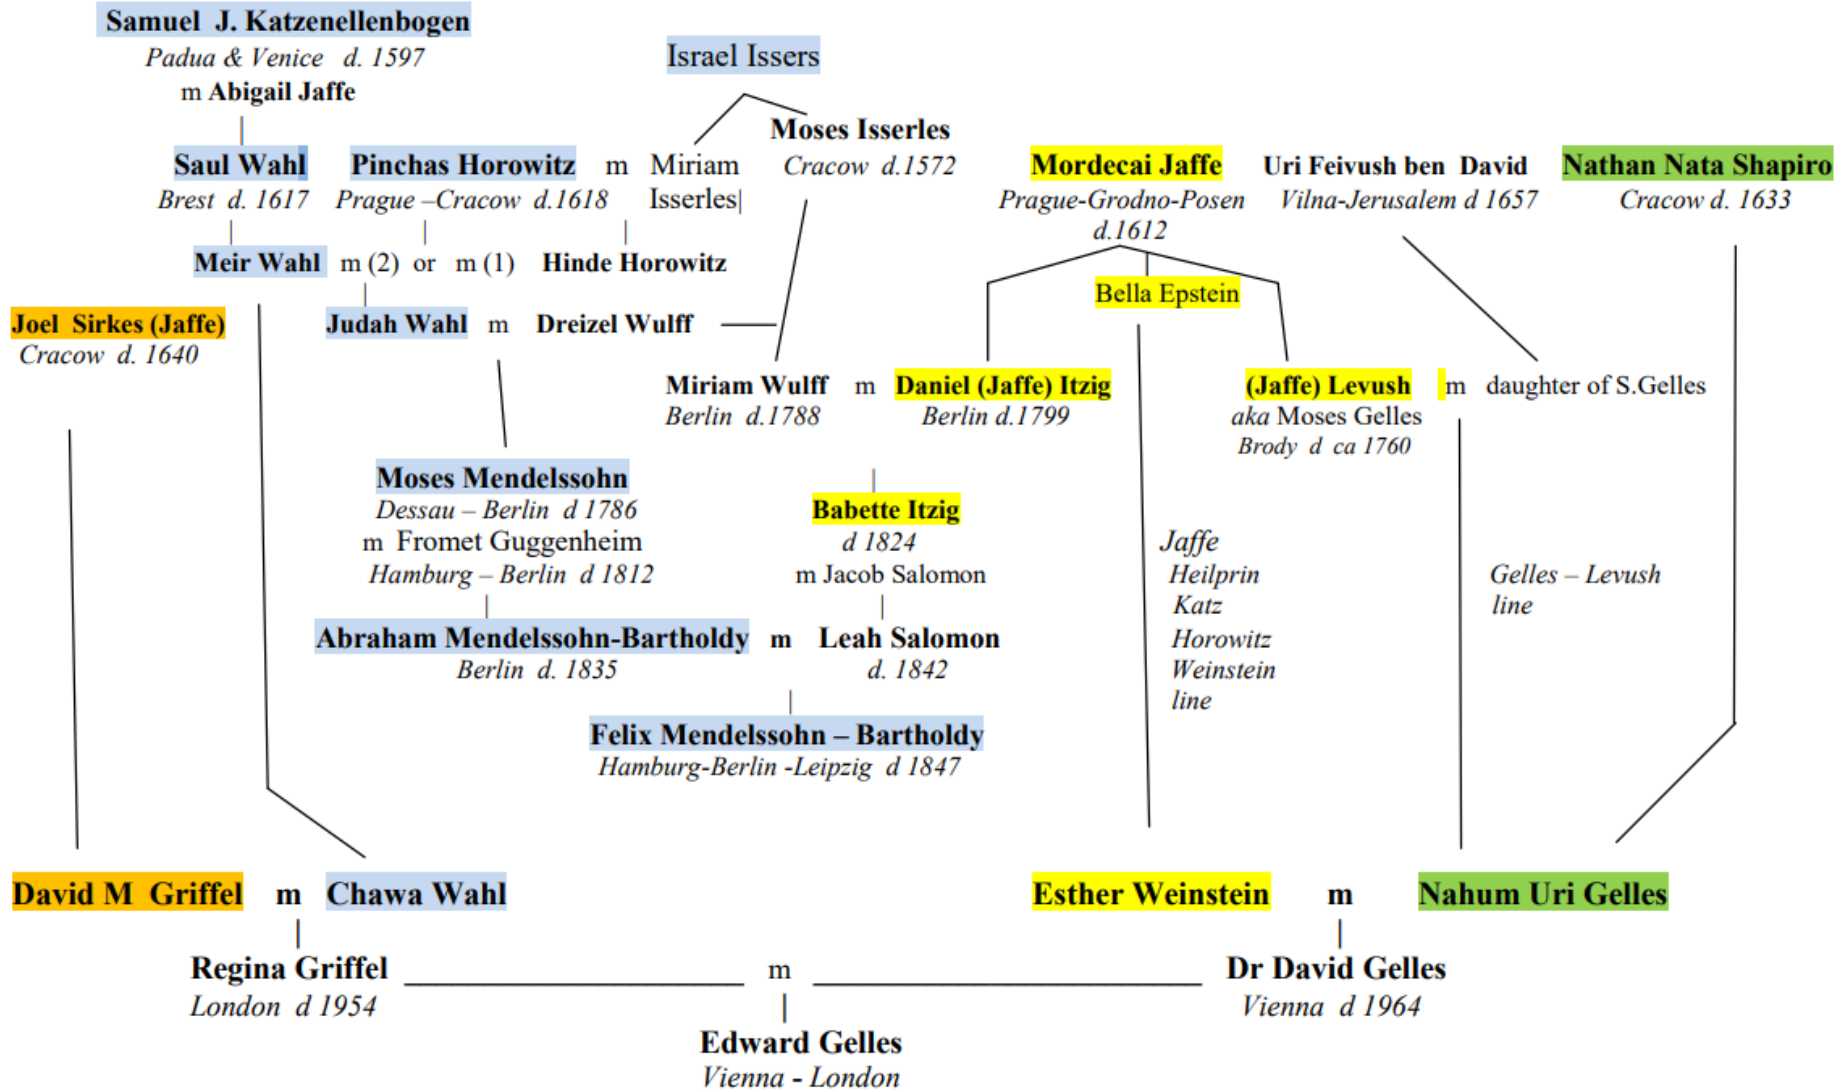 Samuel J. Katzenellenbogen
Padua & Venice d. 1597
m Abigail Jaffe
Israel Issers
Moses Isserles
Cracow d.1572
Saul Wahl
Brest d. 1617
Pinchas Horowitz m Miriam Isserles|
Prague –Cracow d.1618
Mordecai Jaffe
Prague-Grodno-Posen
d.1612
Uri Feivush ben David
Vilna-Jerusalem d 1657
Nathan Nata Shapiro
Cracow d. 1633
Meir Wahl m (2) or m (1) Hinde Horowitz
Bella Epstein
Joel Sirkes (Jaffe)
Cracow d. 1640
Judah Wahl m Dreizel Wulff
Miriam Wulff m Daniel (Jaffe) Itzig
Berlin d.1788 Berlin d.1799
(Jaffe) Levush m daughter of S.Gelles
aka Moses Gelles
Brody d ca 1760
Moses Mendelssohn
Dessau – Berlin d 1786
m Fromet Guggenheim
Hamburg – Berlin d 1812
Babette Itzig
d 1824
m Jacob Salomon
Jaffe
Heilprin
Katz
Horowitz
Weinstein
line
Gelles – Levush
line
Abraham Mendelssohn-Bartholdy m Leah Salomon
Berlin d. 1835 d. 1842
Felix Mendelssohn – Bartholdy
Hamburg-Berlin -Leipzig d 1847
David M Griffel m Chawa Wahl
Esther Weinstein m Nahum Uri Gelles
Regina Griffel m Dr David Gelles
London d 1954 Vienna d 1964
Edward Gelles
Vienna - London